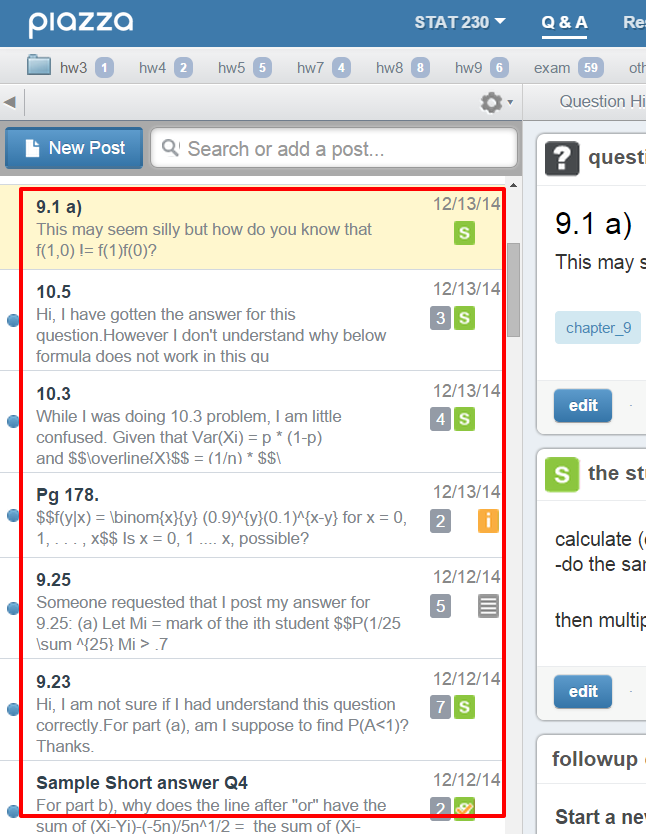 piazza STAT 230 Q & A Res
hw3 1 hw4 2 hw5 5 hw7 4 hw8 8 hw9 6 exam 59 oth
Question Hi
New Post Search or add a post...
9.1 a) 12/13/14
This may seem silly but how do you know that S
f(1,0) != f(1)f(0)?
10.5 12/13/14
Hi, I have gotten the answer for this 3 S
question.However I don't understand why below
formula does not work in this qu
10.3 12/13/14
While I was doing 10.3 problem, I am little 4 S
confused. Given that Var(Xi) = p * (1-p)
and $$\overline{X}$$ = (1/n) * $$\
Pg 178. 12/13/14
$$f(y|x) = \binom{x}{y} (0.9)^{y}(0.1)^{x-y} for x = 0, 2 i
1, . . . , x$$ Is x = 0, 1 .... x, possible?
9.25 12/12/14
Someone requested that I post my answer for 5
9.25: (a) Let Mi = mark of the ith student $$P(1/25
\sum ^{25} Mi > .7
9.23 12/12/14
Hi, I am not sure if I had understand this question 7 S
correctly.For part (a), am I suppose to find P(A<1)?
Thanks.
Sample Short answer Q4 12/12/14
For part b), why does the line after "or" have the 2 S
sum of (Xi-Yi)-(-5n)/5n^1/2 = the sum of (Xi-
? questi
9.1 a)
This may s
chapter_9
edit ·
S the stu
calculate (
-do the sam
then multip
edit ·
followup
Start a new